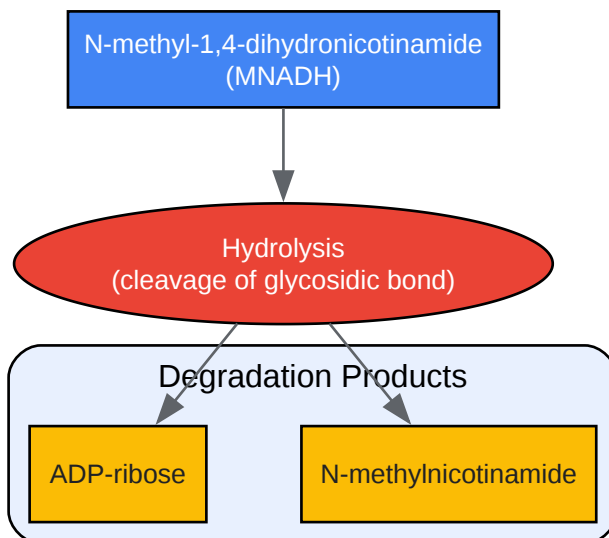 N-methyl-1,4-dihydronicotinamide
(MNADH)
Hydrolysis
(cleavage of glycosidic bond)
Degradation Products
ADP-ribose
N-methylnicotinamide